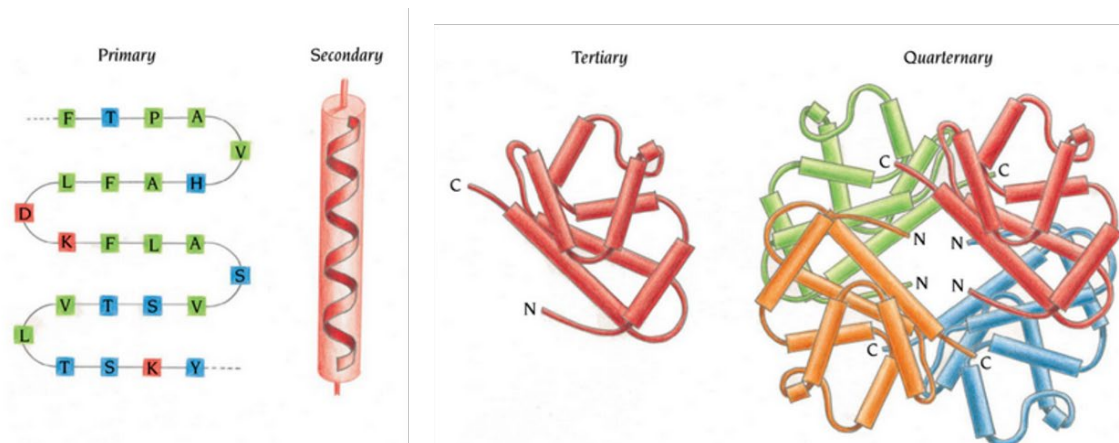 Primary
Secondary
Tertiary
Quarternary
F T P A
V
L F A H
D
K F L A
S
V T S V
L
T S K Y
C
N
C
C
N
N
N
C
C